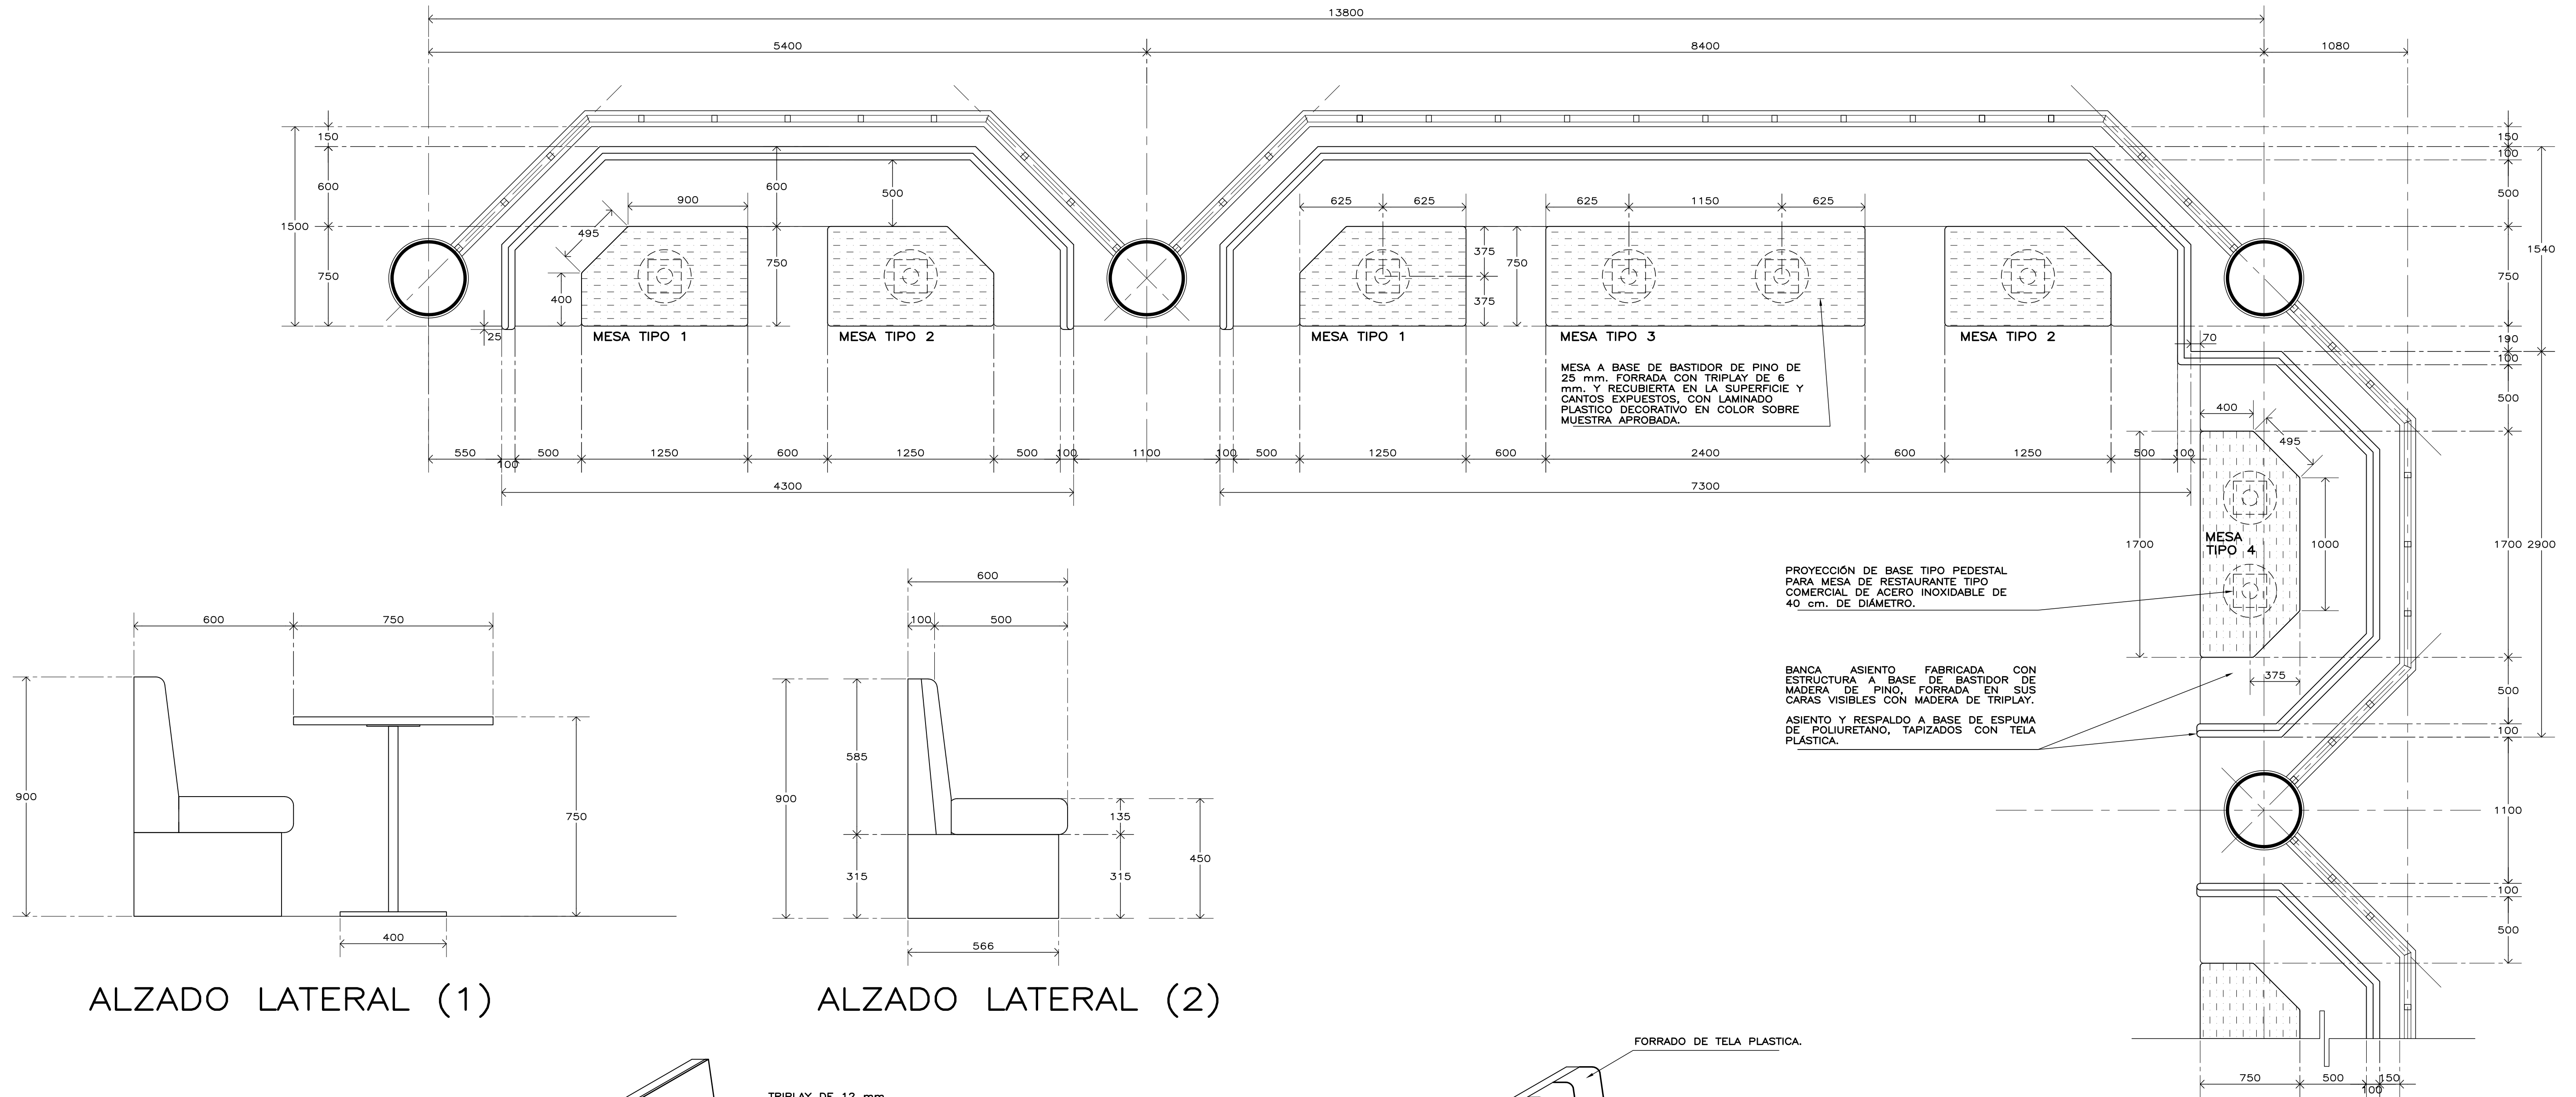 13800
5400
8400
1080
150
600
1500
750
25
495
900
400
600
750
500
MESA TIPO 1
MESA TIPO 2
625
625
625
1150
625
375
375
750
MESA TIPO 1
MESA TIPO 3
MESA TIPO 2
MESA A BASE DE BASTIDOR DE PINO DE
25 mm. FORRADA CON TRIPLAY DE 6
mm. Y RECUBIERTA EN LA SUPERFICIE Y
CANTOS EXPUESTOS, CON LAMINADO
PLASTICO DECORATIVO EN COLOR SOBRE
MUESTRA APROBADA.
550
100
500
1250
600
1250
500
100
1100
100
500
1250
600
2400
600
1250
500
100
4300
7300
150
100
500
1540
750
190
100
70
500
400
495
1700
1000
MESA
TIPO 4
375
1700
2900
500
100
1100
100
500
750
500
100
150
PROYECCIÓN DE BASE TIPO PEDESTAL
PARA MESA DE RESTAURANTE TIPO
COMERCIAL DE ACERO INOXIDABLE DE
40 cm. DE DIÁMETRO.
BANCA ASIENTO FABRICADA CON
ESTRUCTURA A BASE DE BASTIDOR DE
MADERA DE PINO, FORRADA EN SUS
CARAS VISIBLES CON MADERA DE TRIPLAY.
ASIENTO Y RESPALDO A BASE DE ESPUMA
DE POLIURETANO, TAPIZADOS CON TELA
PLÁSTICA.
600
750
900
750
400
ALZADO LATERAL (1)
600
100
500
900
585
315
135
315
450
566
ALZADO LATERAL (2)
FORRADO DE TELA PLASTICA.
TRIPLAY DE 12 mm